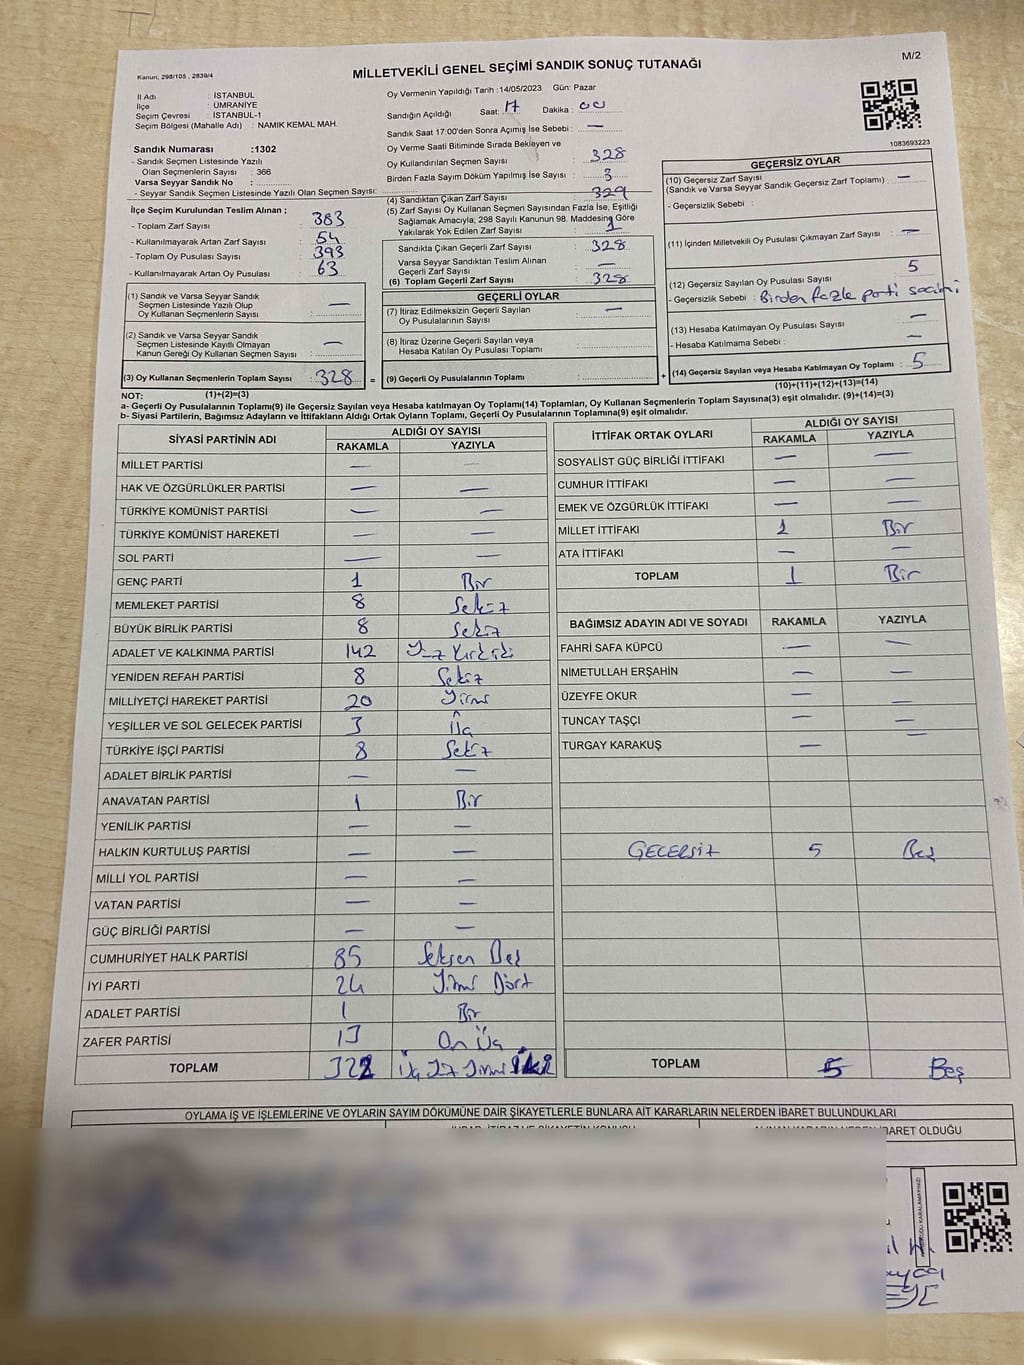 M/2
Kanun, 298/105 , 2839/4
MİLLETVEKİLİ GENEL SEÇİMİ SANDIK SONUÇ TUTANAĞI
İl Adı : İSTANBUL
İlçe : ÜMRANİYE
Seçim Çevresi : İSTANBUL-1
Seçim Bölgesi (Mahalle Adı) : NAMIK KEMAL MAH.
Sandık Numarası :1302
- Sandık Seçmen Listesinde Yazılı
Olan Seçmenlerin Sayısı : 366
Varsa Seyyar Sandık No :
- Seyyar Sandık Seçmen Listesinde Yazılı Olan Seçmen Sayısı:
İlçe Seçim Kurulundan Teslim Alınan ;
- Toplam Zarf Sayısı : 383
- Kullanılmayarak Artan Zarf Sayısı : 54
- Toplam Oy Pusulası Sayısı : 393
- Kullanılmayarak Artan Oy Pusulası : 63
(1) Sandık ve Varsa Seyyar Sandık
Seçmen Listesinde Yazılı Olup
Oy Kullanan Seçmenlerin Sayısı : —
(2) Sandık ve Varsa Seyyar Sandık
Seçmen Listesinde Kayıtlı Olmayan
Kanun Gereği Oy Kullanan Seçmen Sayısı : —
(3) Oy Kullanan Seçmenlerin Toplam Sayısı : 328 =
(1)+(2)=(3)
Oy Vermenin Yapıldığı Tarih : 14/05/2023 Gün: Pazar
Sandığın Açıldığı Saat: 17 Dakika : 00
Sandık Saat 17:00'den Sonra Açımış İse Sebebi : —
Oy Verme Saati Bitiminde Sırada Bekleyen ve
Oy Kullandırılan Seçmen Sayısı : 328
Birden Fazla Sayım Döküm Yapılmış İse Sayısı : 3
(4) Sandıktan Çıkan Zarf Sayısı : 329
(5) Zarf Sayısı Oy Kullanan Seçmen Sayısından Fazla İse, Eşitliği
Sağlamak Amacıyla, 298 Sayılı Kanunun 98. Maddesine Göre
Yakılarak Yok Edilen Zarf Sayısı : 1
Sandıkta Çıkan Geçerli Zarf Sayısı : 328
Varsa Seyyar Sandıktan Teslim Alınan
Geçerli Zarf Sayısı : —
(6) Toplam Geçerli Zarf Sayısı : 328
GEÇERLİ OYLAR
(7) İtiraz Edilmeksizin Geçerli Sayılan
Oy Pusulalarının Sayısı : —
(8) İtiraz Üzerine Geçerli Sayılan veya
Hesaba Katılan Oy Pusulası Toplamı :
(9) Geçerli Oy Pusulalarının Toplamı : +
1083693223
GEÇERSİZ OYLAR
(10) Geçersiz Zarf Sayısı
(Sandık ve Varsa Seyyar Sandık Geçersiz Zarf Toplamı) : —
- Geçersizlik Sebebi :
(11) İçinden Milletvekili Oy Pusulası Çıkmayan Zarf Sayısı : —
(12) Geçersiz Sayılan Oy Pusulası Sayısı : 5
- Geçersizlik Sebebi : Birden fazla parti seçimi
(13) Hesaba Katılmayan Oy Pusulası Sayısı : —
- Hesaba Katılmama Sebebi : —
(14) Geçersiz Sayılan veya Hesaba Katılmayan Oy Toplamı : 5
(10)+(11)+(12)+(13)=(14)
NOT:
a- Geçerli Oy Pusulalarının Toplamı(9) ile Geçersiz Sayılan veya Hesaba katılmayan Oy Toplamı(14) Toplamları, Oy Kullanan Seçmenlerin Toplam Sayısına(3) eşit olmalıdır. (9)+(14)=(3)
b- Siyasi Partilerin, Bağımsız Adayların ve İttifakların Aldığı Ortak Oyların Toplamı, Geçerli Oy Pusulalarının Toplamına(9) eşit olmalıdır.
SİYASİ PARTİNİN ADI ALDIĞI OY SAYISI
RAKAMLA YAZIYLA
MİLLET PARTİSİ — —
HAK VE ÖZGÜRLÜKLER PARTİSİ — —
TÜRKİYE KOMÜNİST PARTİSİ — —
TÜRKİYE KOMÜNİST HAREKETİ — —
SOL PARTİ — —
GENÇ PARTİ 1 Bir
MEMLEKET PARTİSİ 8 Sekiz
BÜYÜK BİRLİK PARTİSİ 8 Sekiz
ADALET VE KALKINMA PARTİSİ 142 Yüz Kırkiki
YENİDEN REFAH PARTİSİ 8 Sekiz
MİLLİYETÇİ HAREKET PARTİSİ 20 Yirmi
YEŞİLLER VE SOL GELECEK PARTİSİ 3 Üç
TÜRKİYE İŞÇİ PARTİSİ 8 Sekiz
ADALET BİRLİK PARTİSİ — —
ANAVATAN PARTİSİ 1 Bir
YENİLİK PARTİSİ — —
HALKIN KURTULUŞ PARTİSİ — —
MİLLİ YOL PARTİSİ — —
VATAN PARTİSİ — —
GÜÇ BİRLİĞİ PARTİSİ — —
CUMHURİYET HALK PARTİSİ 85 Seksen Beş
İYİ PARTİ 24 Yirmi Dört
ADALET PARTİSİ 1 Bir
ZAFER PARTİSİ 13 On Üç
TOPLAM 322 Üç Yüz Yirmi İki
İTTİFAK ORTAK OYLARI ALDIĞI OY SAYISI
RAKAMLA YAZIYLA
SOSYALİST GÜÇ BİRLİĞİ İTTİFAKI — —
CUMHUR İTTİFAKI — —
EMEK VE ÖZGÜRLÜK İTTİFAKI — —
MİLLET İTTİFAKI 1 Bir
ATA İTTİFAKI — —
TOPLAM 1 Bir
BAĞIMSIZ ADAYIN ADI VE SOYADI RAKAMLA YAZIYLA
FAHRİ SAFA KÜPCÜ — —
NİMETULLAH ERŞAHİN — —
ÜZEYFE OKUR — —
TUNCAY TAŞÇI — —
TURGAY KARAKUŞ — —
GEÇERSİZ 5 Beş
TOPLAM 5 Beş
OYLAMA İŞ VE İŞLEMLERİNE VE OYLARIN SAYIM DÖKÜMÜNE DAİR ŞİKAYETLERLE BUNLARA AİT KARARLARIN NELERDEN İBARET BULUNDUKLARI
İBARET OLDUĞU